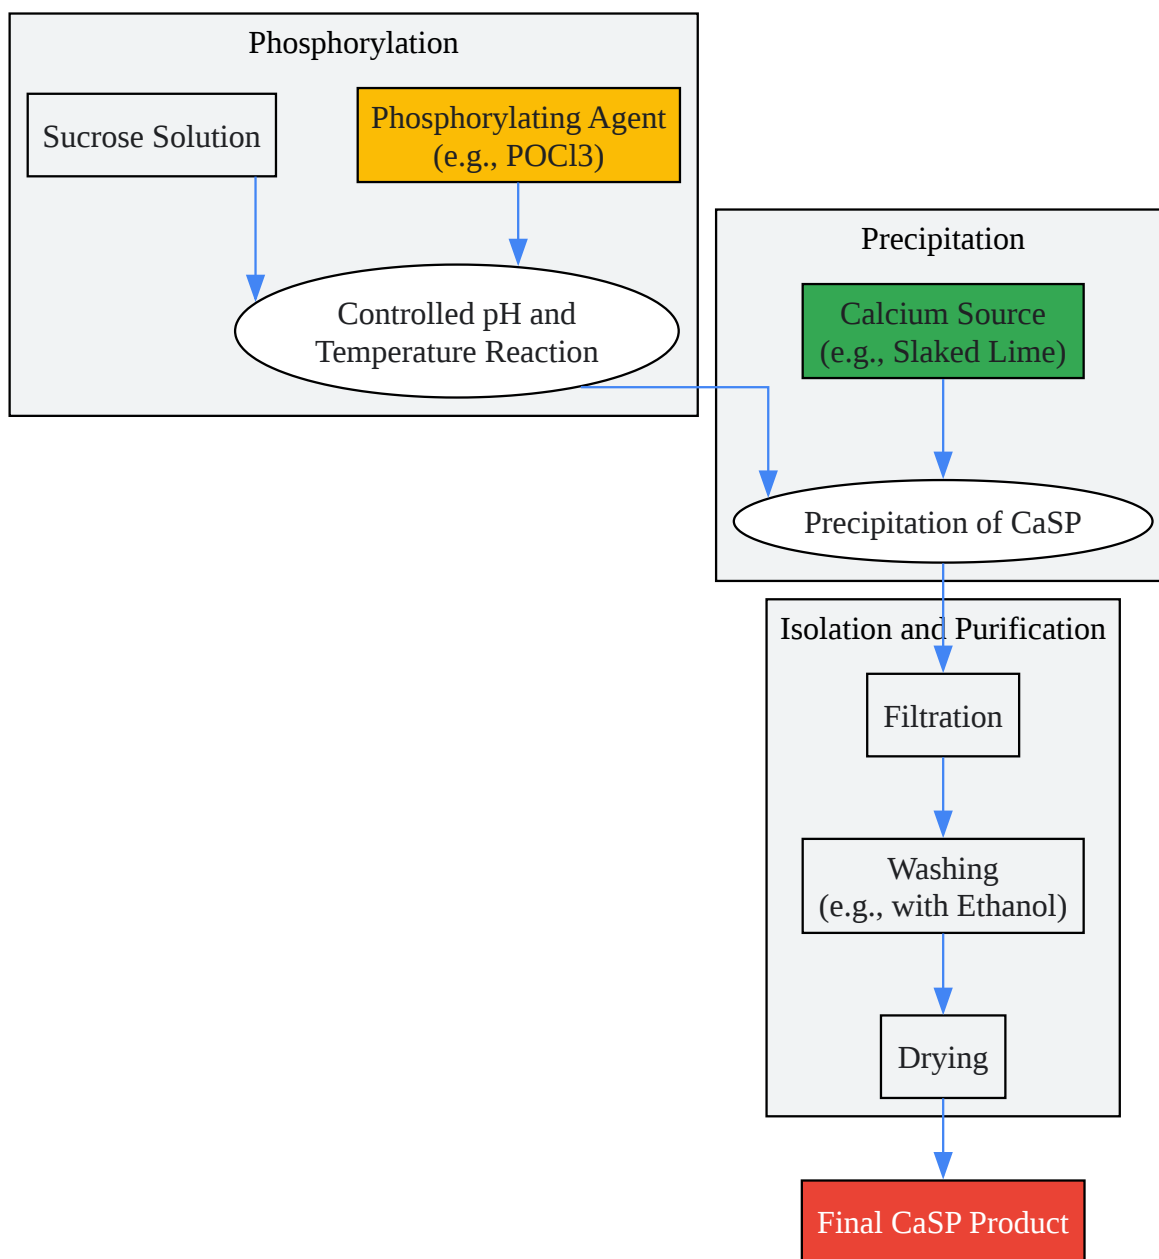 Phosphorylation
Sucrose Solution
Phosphorylating Agent
(e.g., POCl3)
Controlled pH and
Temperature Reaction
Precipitation
Calcium Source
(e.g., Slaked Lime)
Precipitation of CaSP
Isolation and Purification
Filtration
Washing
(e.g., with Ethanol)
Drying
Final CaSP Product